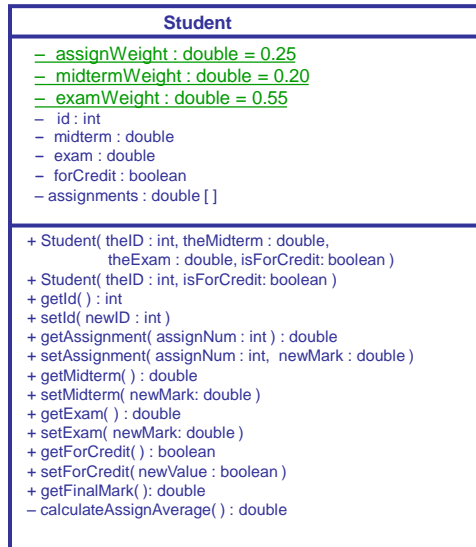 Student
– assignWeight : double = 0.25
– midtermWeight : double = 0.20
– examWeight : double = 0.55
– id : int
– midterm : double
– exam : double
– forCredit : boolean
– assignments : double [ ]
+ Student( theID : int, theMidterm : double,
theExam : double, isForCredit: boolean )
+ Student( theID : int, isForCredit: boolean )
+ getId( ) : int
+ setId( newID : int )
+ getAssignment( assignNum : int ) : double
+ setAssignment( assignNum : int, newMark : double )
+ getMidterm( ) : double
+ setMidterm( newMark: double )
+ getExam( ) : double
+ setExam( newMark: double )
+ getForCredit( ) : boolean
+ setForCredit( newValue : boolean )
+ getFinalMark( ): double
– calculateAssignAverage( ) : double